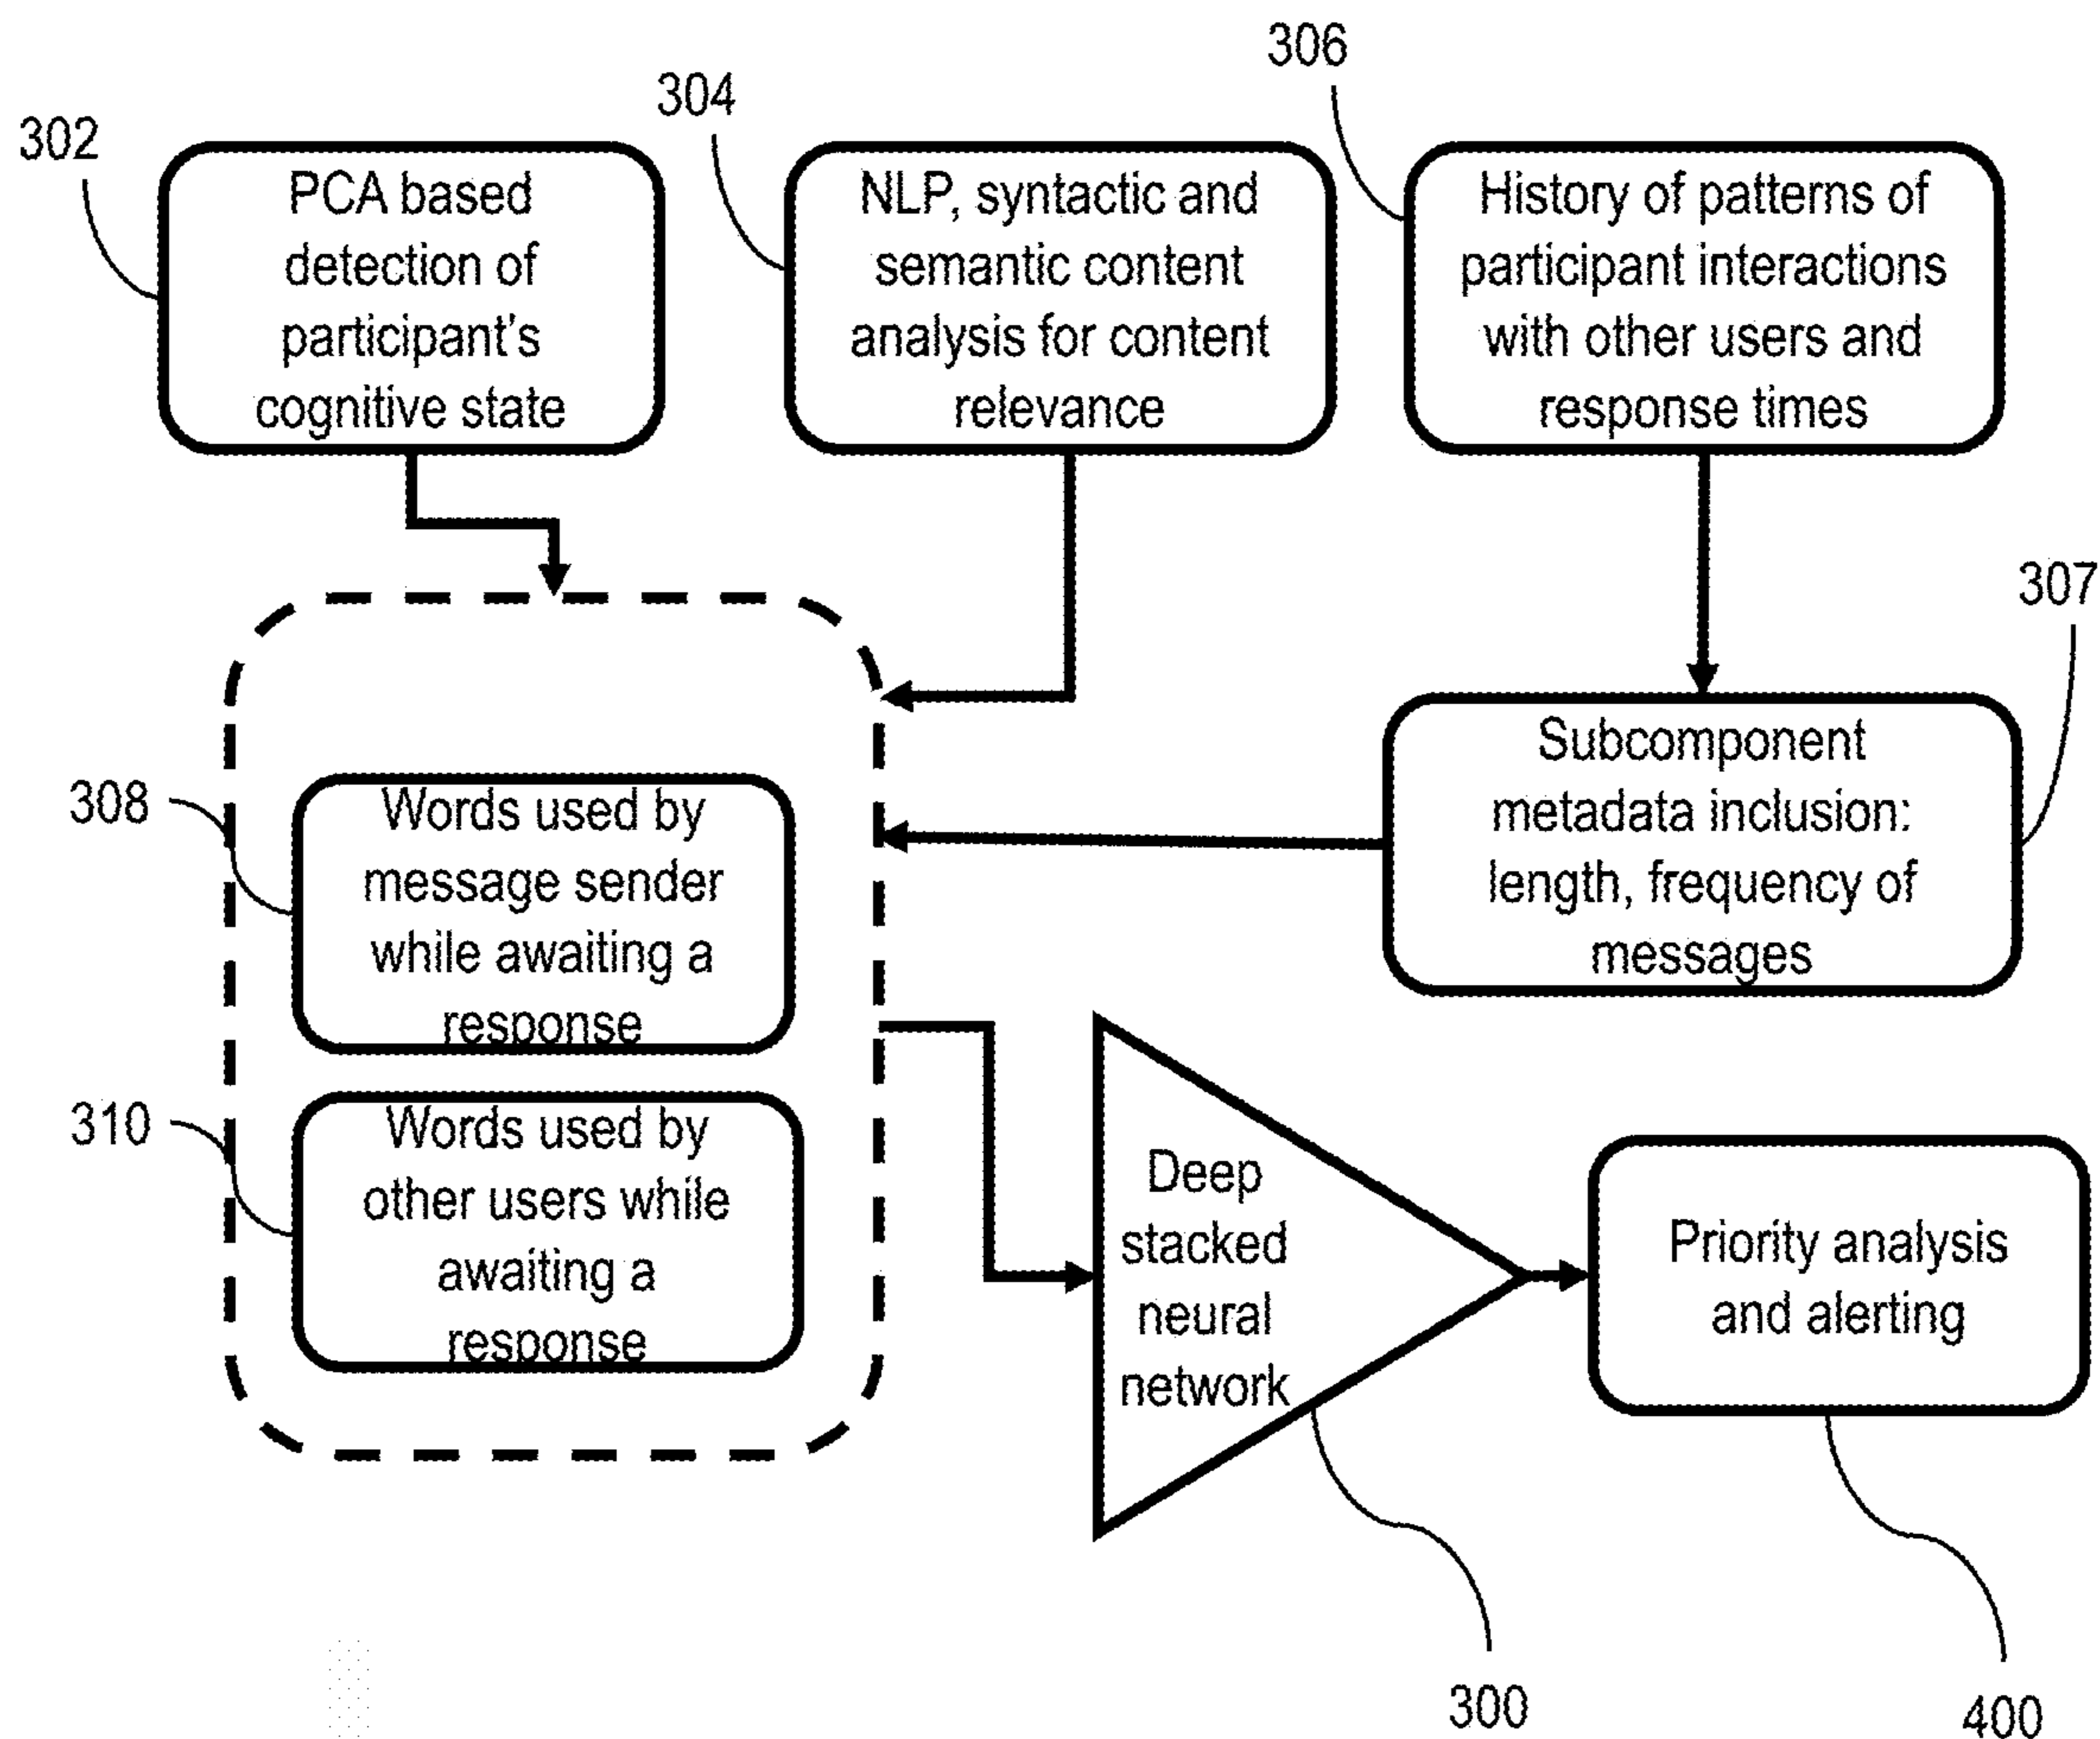 306
304
302
PCA based
detection of
participant's
cognitive state
NLP, syntactic and
semantic content
analysis for content
relevance
History of patterns of
participant interactions
with other users and
response times
307
Subcomponent
metadata inclusion:
length, frequency of
messages
308
Words used by
message sender
while awaiting a
response
310
Words used by
other users while
awaiting a
response
Deep
stacked
neural
network
Priority analysis
and alerting
300
400